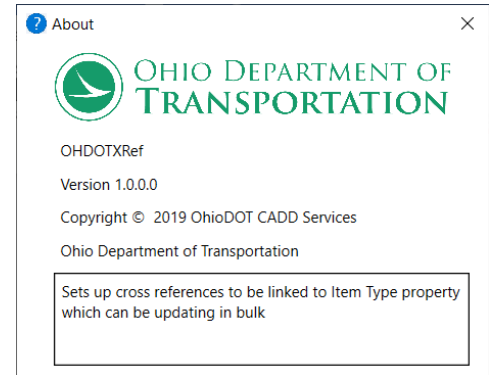 About
OHIO DEPARTMENT OF
TRANSPORTATION
OHDOTXRef
Version 1.0.0.0
Copyright © 2019 OhioDOT CADD Services
Ohio Department of Transportation
Sets up cross references to be linked to Item Type property
which can be updating in bulk